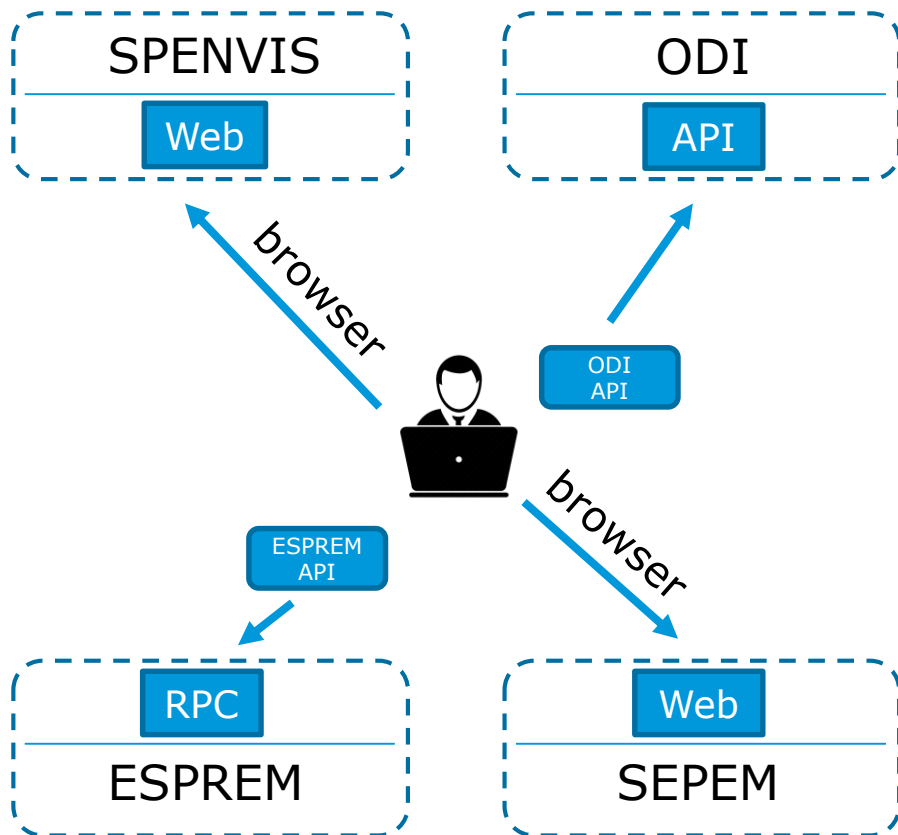 SPENVIS
Web
ODI
API
browser
ODI
API
browser
ESPREM
API
RPC
ESPREM
Web
SEPEM